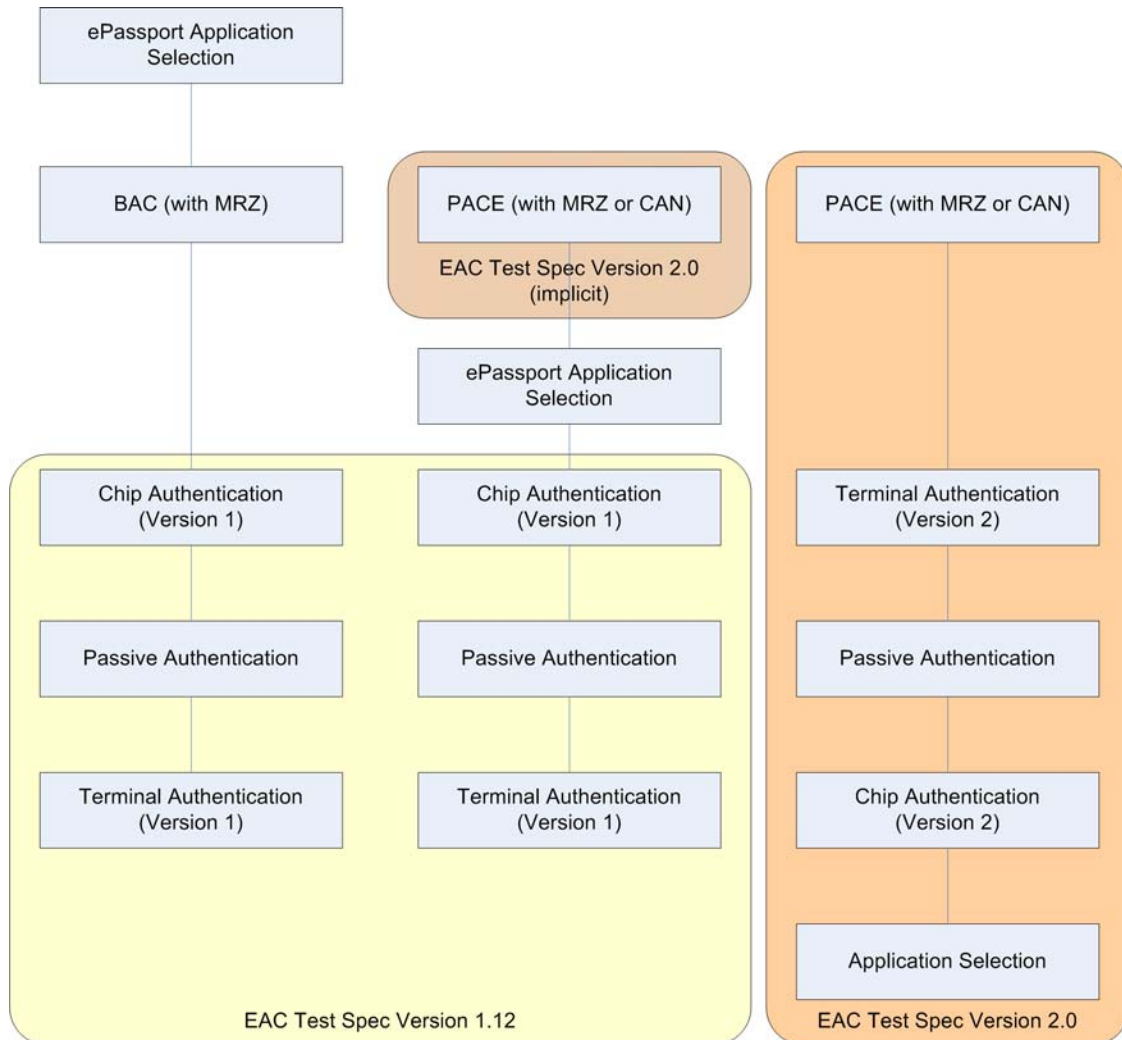 ePassport Application
Selection
BAC (with MRZ)
PACE (with MRZ or CAN)
EAC Test Spec Version 2.0
(implicit)
PACE (with MRZ or CAN)
ePassport Application
Selection
Chip Authentication
(Version 1)
Chip Authentication
(Version 1)
Terminal Authentication
(Version 2)
Passive Authentication
Passive Authentication
Passive Authentication
Terminal Authentication
(Version 1)
Terminal Authentication
(Version 1)
Chip Authentication
(Version 2)
Application Selection
EAC Test Spec Version 1.12
EAC Test Spec Version 2.0